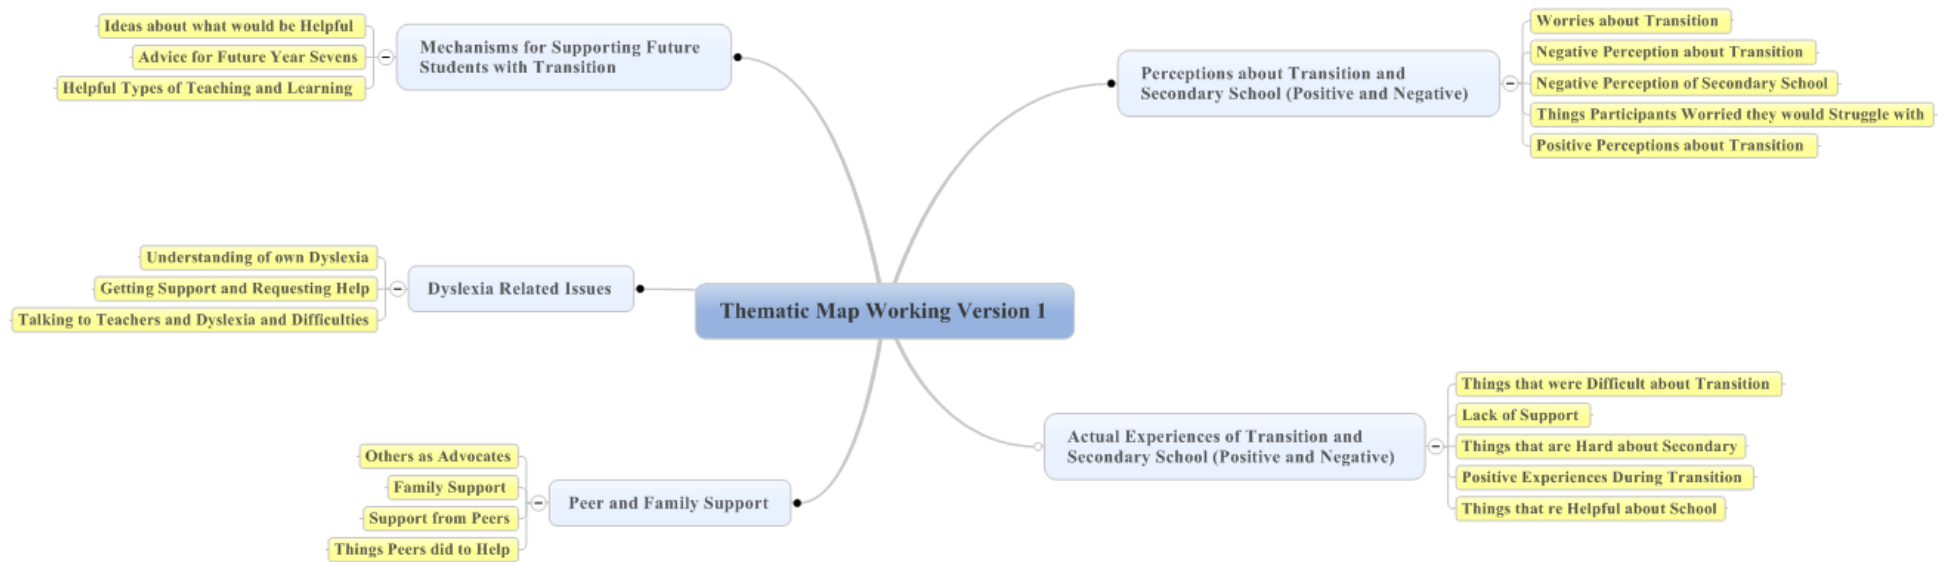 Ideas about what would be Helpful
Advice for Future Year Sevens
Helpful Types of Teaching and Learning
Mechanisms for Supporting Future
Students with Transition
Perceptions about Transition and
Secondary School (Positive and Negative)
Worries about Transition
Negative Perception about Transition
Negative Perception of Secondary School
Things Participants Worried they would Struggle with
Positive Perceptions about Transition
Understanding of own Dyslexia
Getting Support and Requesting Help
Talking to Teachers and Dyslexia and Difficulties
Dyslexia Related Issues
Thematic Map Working Version 1
Others as Advocates
Family Support
Support from Peers
Things Peers did to Help
Peer and Family Support
Actual Experiences of Transition and
Secondary School (Positive and Negative)
Things that were Difficult about Transition
Lack of Support
Things that are Hard about Secondary
Positive Experiences During Transition
Things that re Helpful about School